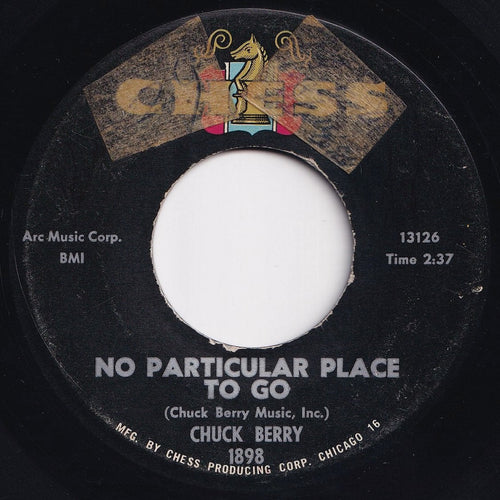 CHESS
Arc Music Corp.
BMI
13126
Time 2:37
NO PARTICULAR PLACE
TO GO
(Chuck Berry Music, Inc.)
CHUCK BERRY
1898
MFG. BY CHESS PRODUCING CORP. CHICAGO 16